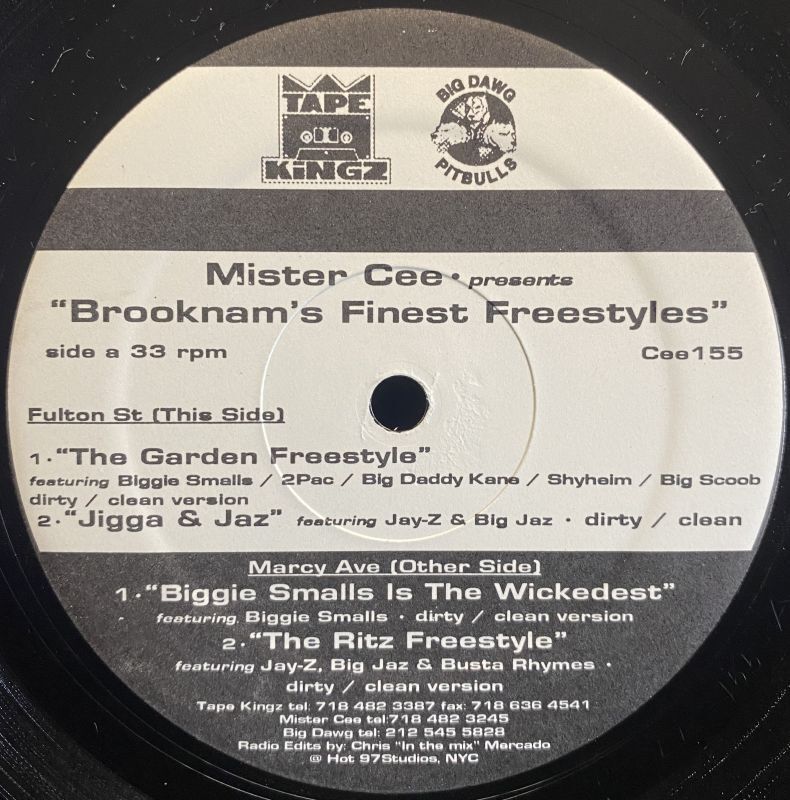 TAPE
KiNGZ
BIG DAWG
PITBULLS
Mister Cee • presents
“Brooknam's Finest Freestyles”
side a 33 rpm
Cee155
Fulton St (This Side)
1·“The Garden Freestyle”
featuring Biggie Smalls / 2Pac / Big Daddy Kane / Shyheim / Big Scoob
dirty / clean version
2·“Jigga & Jaz” featuring Jay-Z & Big Jaz · dirty / clean
Marcy Ave (Other Side)
1·“Biggie Smalls Is The Wickedest”
featuring Biggie Smalls · dirty / clean version
2·“The Ritz Freestyle”
featuring Jay-Z, Big Jaz & Busta Rhymes ·
dirty / clean version
Tape Kingz tel: 718 482 3387 fax: 718 636 4541
Mister Cee tel:718 482 3245
Big Dawg tel: 212 545 5828
Radio Edits by: Chris "In the mix" Mercado
@ Hot 97Studios, NYC